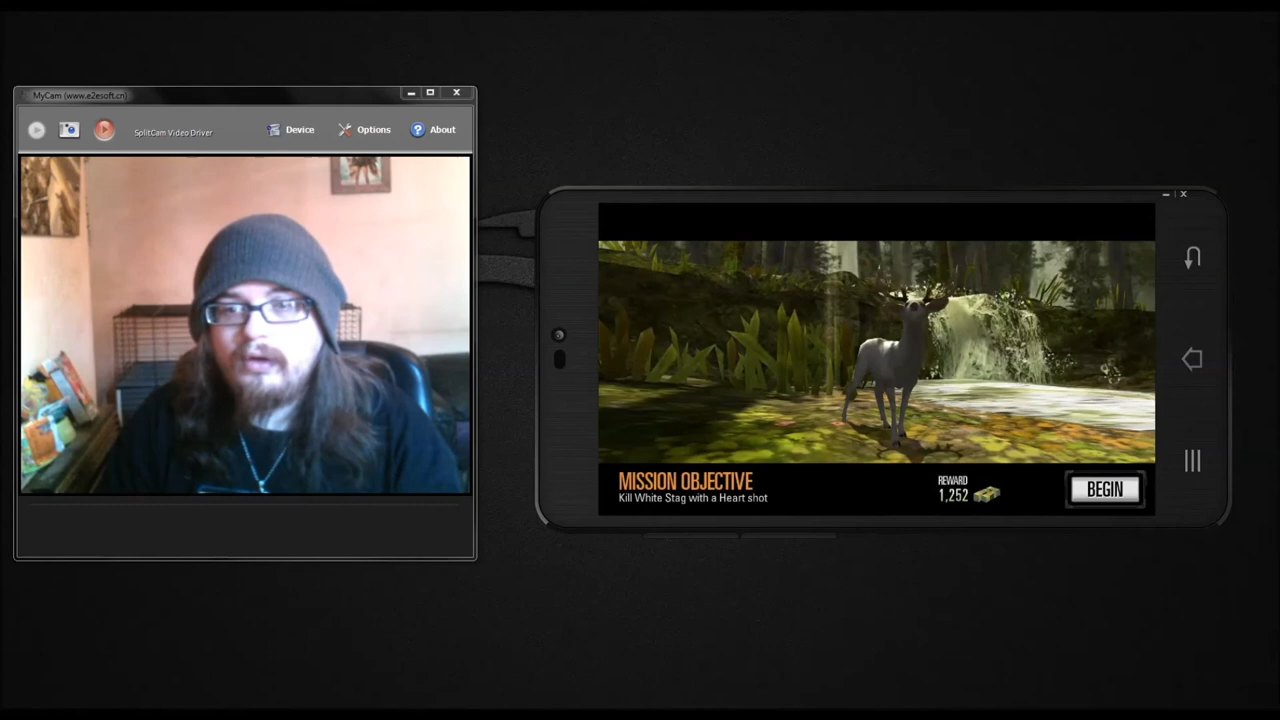 MyCam (www.e2esoft.cn)
SplitCam Video Driver
Device
Options
About
MISSION OBJECTIVE
Kill White Stag with a Heart shot
REWARD
1,252
BEGIN